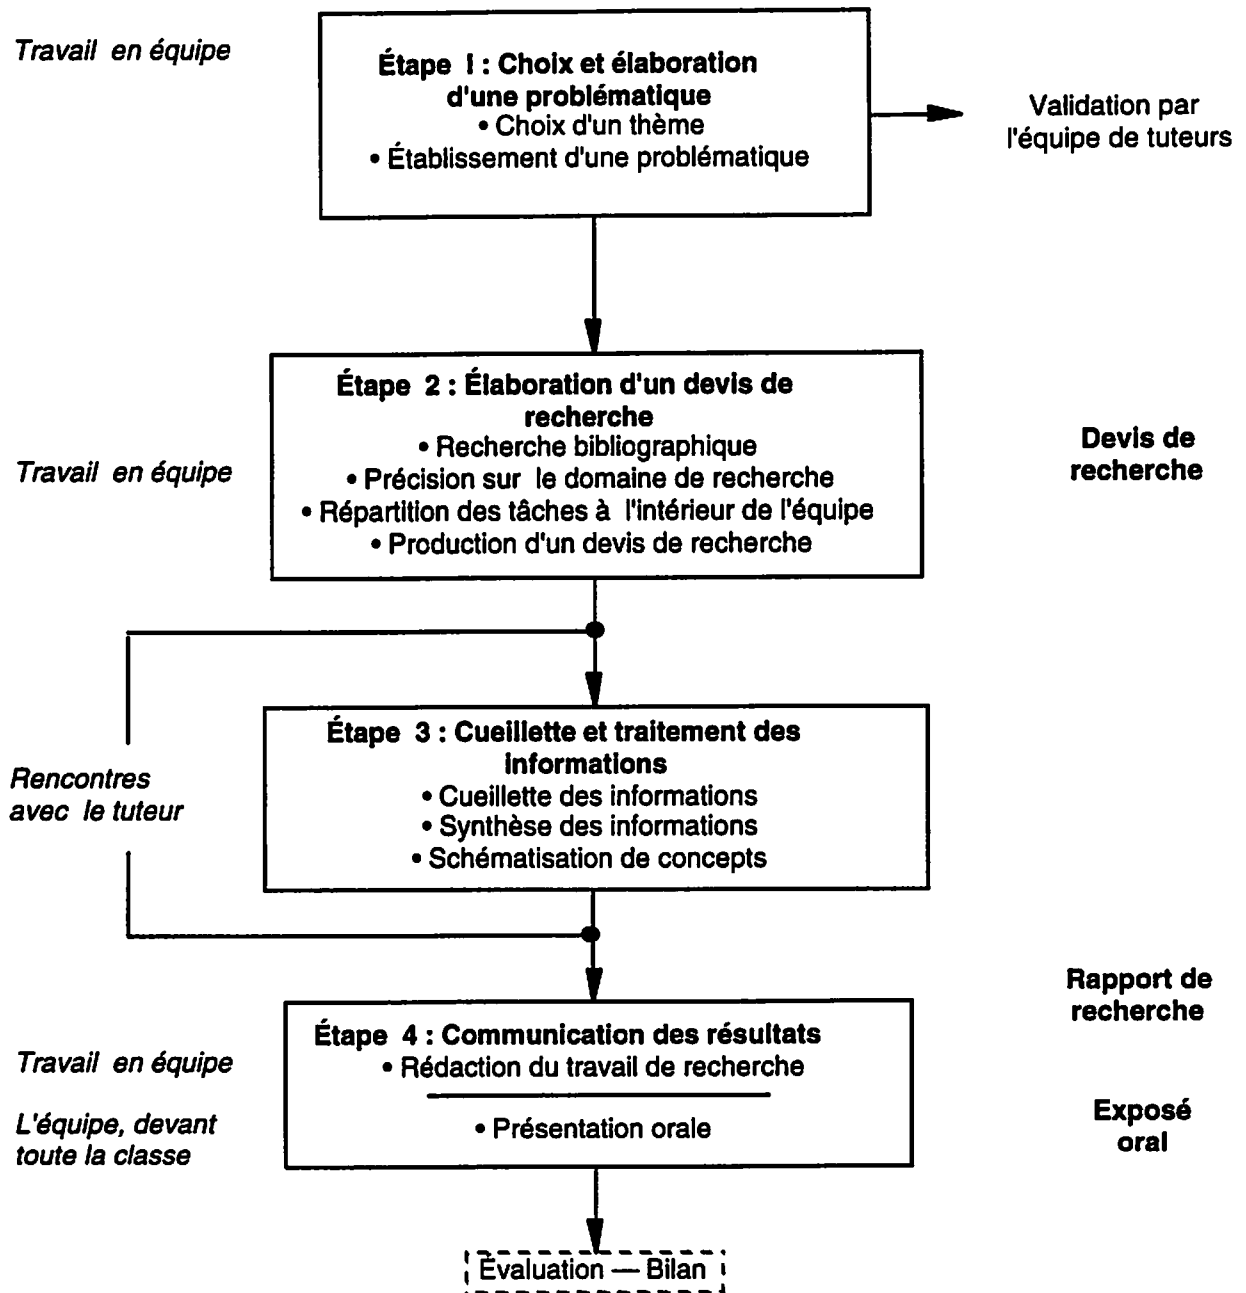 Travail en équipe
Étape 1 : Choix et élaboration
d'une problématique
• Choix d'un thème
• Établissement d'une problématique
Validation par
l'équipe de tuteurs
Travail en équipe
Étape 2 : Élaboration d'un devis de
recherche
• Recherche bibliographique
• Précision sur le domaine de recherche
• Répartition des tâches à l'intérieur de l'équipe
• Production d'un devis de recherche
Devis de
recherche
Rencontres
avec le tuteur
Étape 3 : Cueillette et traitement des
informations
• Cueillette des informations
• Synthèse des informations
• Schématisation de concepts
Travail en équipe
L'équipe, devant
toute la classe
Étape 4 : Communication des résultats
• Rédaction du travail de recherche
• Présentation orale
Rapport de
recherche
Exposé
oral
Évaluation — Bilan